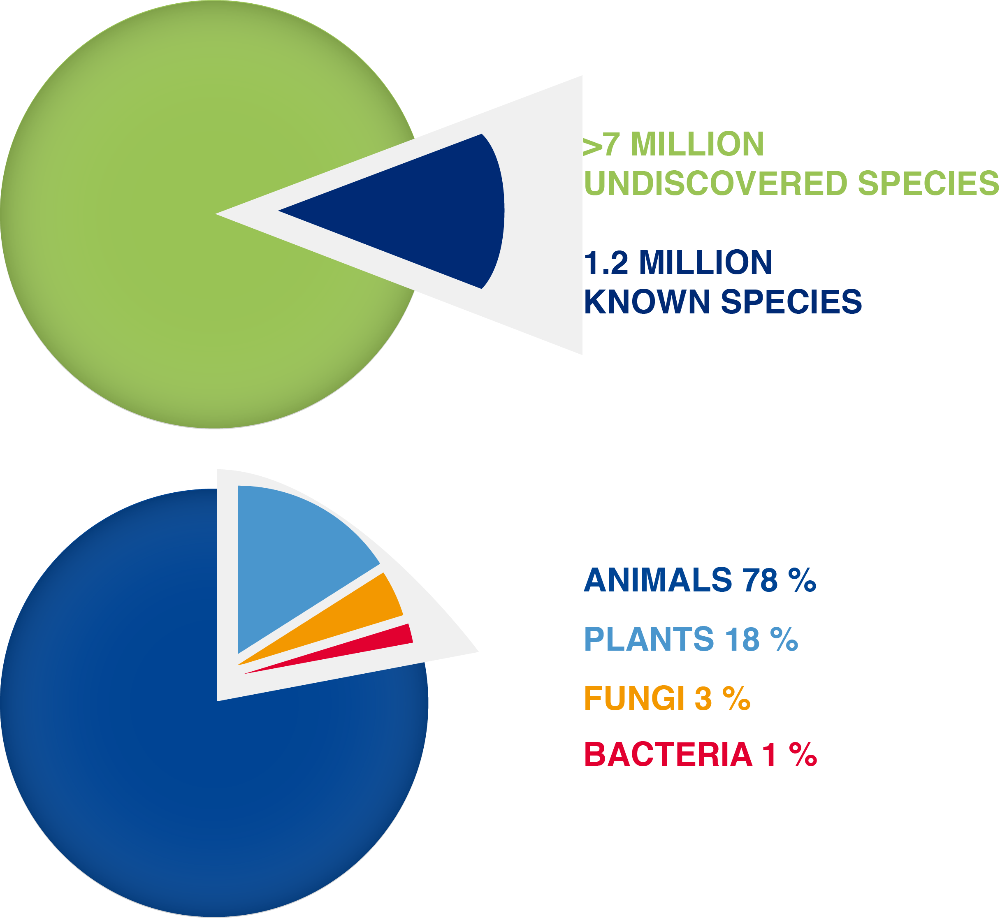 >7 MILLION
UNDISCOVERED SPECIES
1.2 MILLION
KNOWN SPECIES
ANIMALS 78 %
PLANTS 18 %
FUNGI 3 %
BACTERIA 1 %